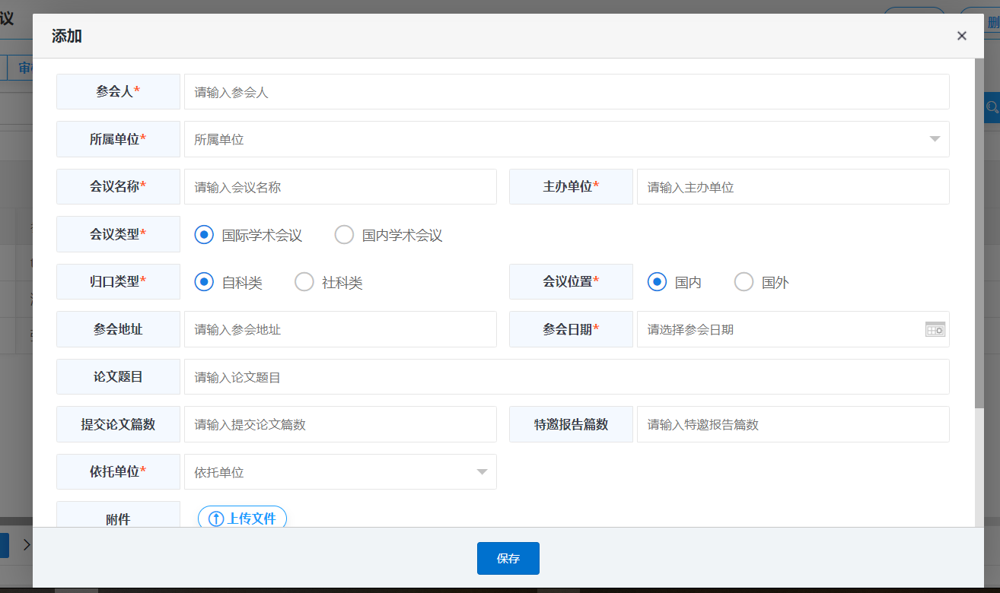 议
删
添加
×
审
参会人* 请输入参会人
所属单位* 所属单位
会议名称* 请输入会议名称 主办单位* 请输入主办单位
会议类型* 国际学术会议 国内学术会议
归口类型* 自科类 社科类 会议位置* 国内 国外
参会地址 请输入参会地址 参会日期* 请选择参会日期
论文题目 请输入论文题目
提交论文篇数 请输入提交论文篇数 特邀报告篇数 请输入特邀报告篇数
依托单位* 依托单位
附件 上传文件
保存